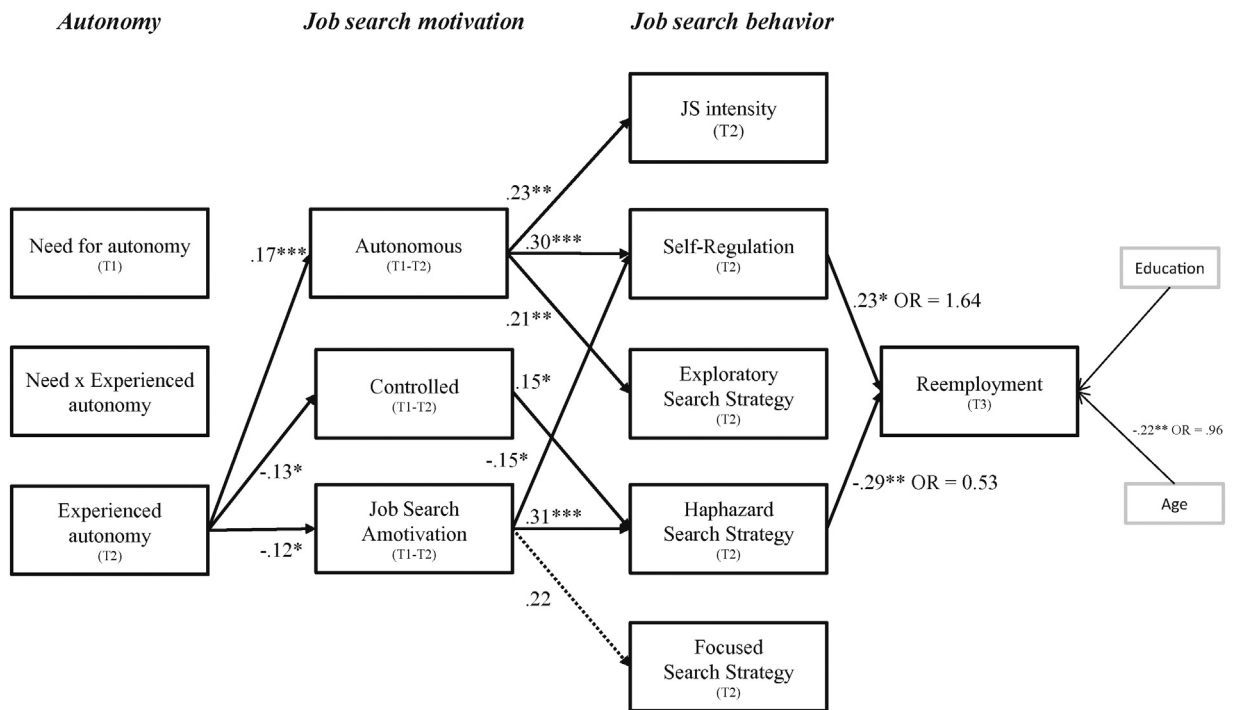 Autonomy
Job search motivation
Job search behavior
JS intensity
(T2)
.23**
Need for autonomy
(T1)
.17***
Autonomous
(T1-T2)
.30***
Self-Regulation
(T2)
Education
.21**
.23* OR = 1.64
Need x Experienced
autonomy
Controlled
(T1-T2)
.15*
Exploratory
Search Strategy
(T2)
Reemployment
(T3)
-.22** OR = .96
-.13*
-.15*
-.29** OR = 0.53
Experienced
autonomy
(T2)
-.12*
Job Search
Amotivation
(T1-T2)
.31***
Haphazard
Search Strategy
(T2)
Age
.22
Focused
Search Strategy
(T2)